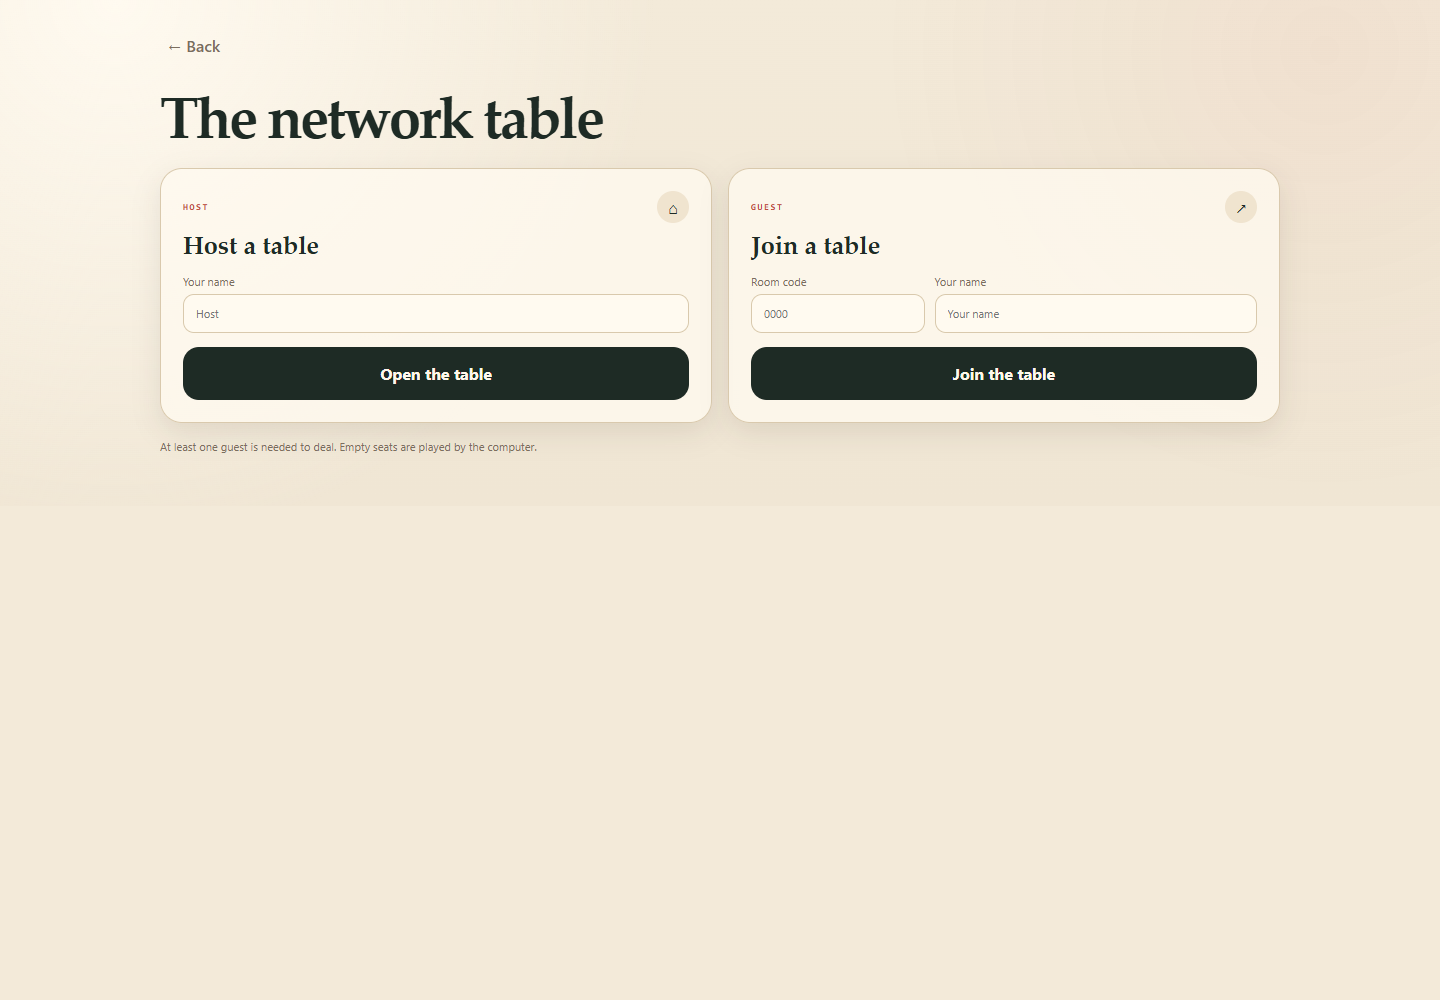 ← Back
The network table
HOST
⌂
Host a table
Your name
Host
Open the table
GUEST
↗
Join a table
Room code
Your name
0000
Your name
Join the table
At least one guest is needed to deal. Empty seats are played by the computer.